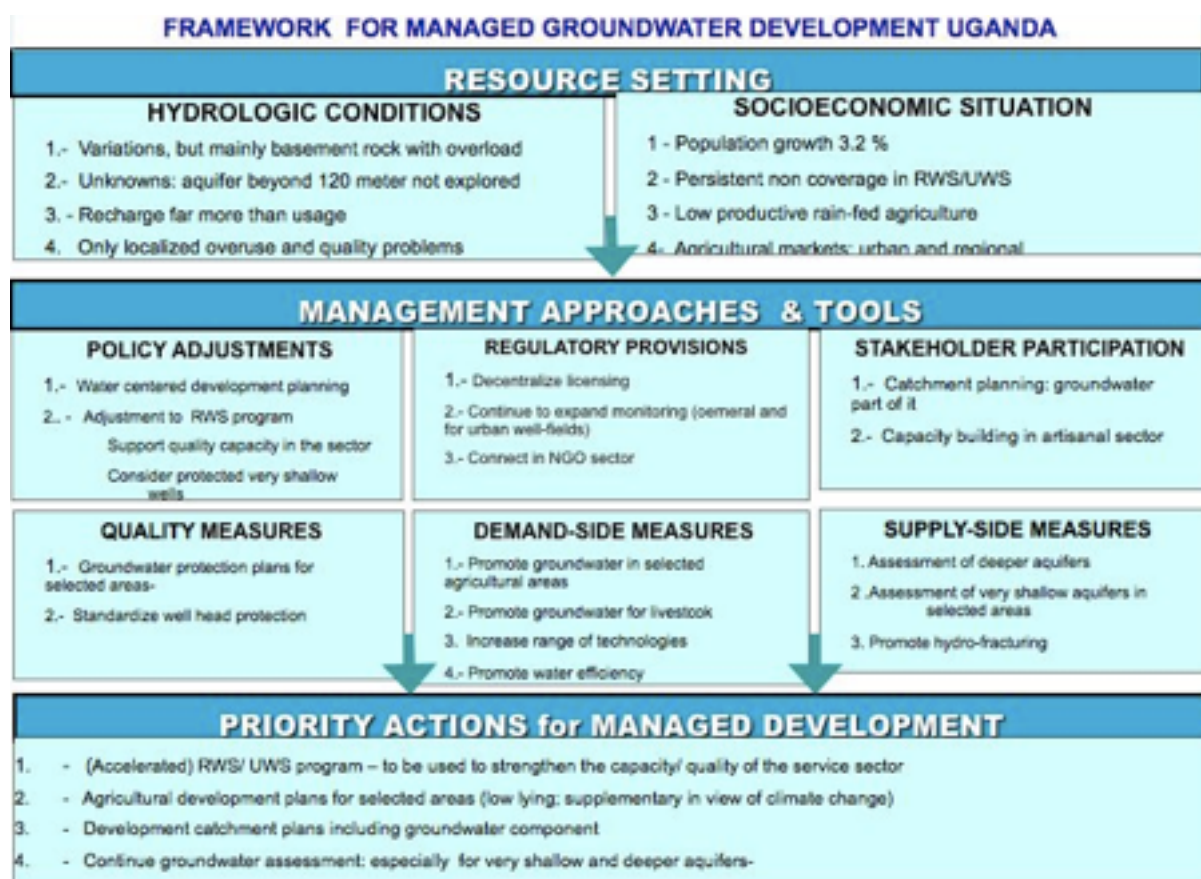 FRAMEWORK FOR MANAGED GROUNDWATER DEVELOPMENT UGANDA
RESOURCE SETTING
HYDROLOGIC CONDITIONS
1.- Variations, but mainly basement rock with overload
2.- Unknowns: aquifer beyond 120 meter not explored
3. - Recharge far more than usage
4. Only localized overuse and quality problems
SOCIOECONOMIC SITUATION
1 - Population growth 3.2 %
2 - Persistent non coverage in RWS/UWS
3 - Low productive rain-fed agriculture
4- Agricultural markets: urban and regional
MANAGEMENT APPROACHES & TOOLS
POLICY ADJUSTMENTS
1.- Water centered development planning
2.. - Adjustment to RWS program
Support quality capacity in the sector
Consider protected very shallow
wells
REGULATORY PROVISIONS
1.- Decentralize licensing
2.- Continue to expand monitoring (oemeral and
for urban well-fields)
3.- Connect in NGO sector
STAKEHOLDER PARTICIPATION
1.- Catchment planning: groundwater
part of it
2.- Capacity building in artisanal sector
QUALITY MEASURES
1.- Groundwater protection plans for
selected areas-
2.- Standardize well head protection
DEMAND-SIDE MEASURES
1.- Promote groundwater in selected
agricultural areas
2.- Promote groundwater for livestook
3. Increase range of technologies
4.- Promote water efficiency
SUPPLY-SIDE MEASURES
1. Assessment of deeper aquifers
2 .Assessment of very shallow aquifers in
selected areas
3. Promote hydro-fracturing
PRIORITY ACTIONS for MANAGED DEVELOPMENT
1. - (Accelerated) RWS/ UWS program – to be used to strengthen the capacity/ quality of the service sector
2. - Agricultural development plans for selected areas (low lying; supplementary in view of climate change)
3. - Development catchment plans including groundwater component
4. - Continue groundwater assessment: especially for very shallow and deeper aquifers-